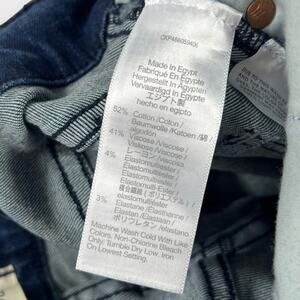 Made In Egypt
Fabriqué En Égypte
Hergestellt In Ägypten
Vervaardigd In Egypte
エジプト製
hecho en egipto
52% Cotton /Coton /
Baumwolle /Katoen / 綿 /
algodón
41% Viscose /Viscose /
Viskose /Viscose /
レーヨン /viscosa
4% Elastomultiester /
Elastomultiester /
Elastomultiester /
Elastomulti-Ester /
複合繊維 (ポリエステル) /
elastomultiéster
3% Elastane /Élasthanne /
Elastan /Elastaan /
ポリウレタン /elastano
Machine Wash Cold With Like
Colors. Non-Chlorine Bleach
Only. Tumble Dry Low. Iron
on Lowest Setting.